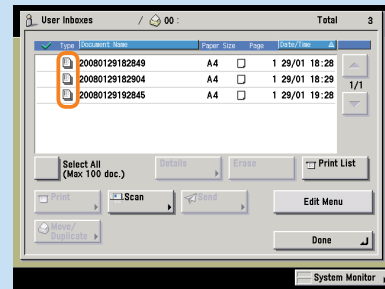 User Inboxes / 00 : Total 3
Type Document Name Paper Size Page Date/Time
20080129182849 A4 1 29/01 18:28
20080129182904 A4 1 29/01 18:29
20080129192845 A4 1 29/01 19:28
1/1
Select All
(Max 100 doc.)
Details
Erase
Print List
Print
Scan
Send
Edit Menu
Move/
Duplicate
Done
System Monitor